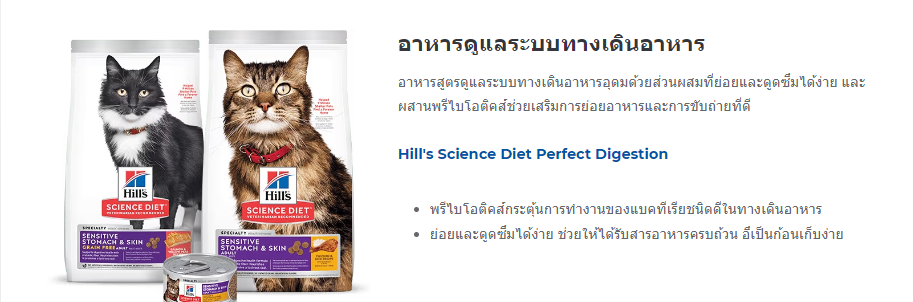 อาหารดูแลระบบทางเดินอาหาร
อาหารสูตรดูแลระบบทางเดินอาหารอุดมด้วยส่วนผสมที่ย่อยและดูดซึมได้ง่าย และ
ผสานพรีไบโอติคส์ช่วยเสริมการย่อยอาหารและการขับถ่ายที่ดี
Hill's Science Diet Perfect Digestion
พรีไบโอติคส์กระตุ้นการทำงานของแบคทีเรียชนิดดีในทางเดินอาหาร
ย่อยและดูดซึมได้ง่าย ช่วยให้ได้รับสารอาหารครบถ้วน อึเป็นก้อนเก็บง่าย
Hill's
SCIENCE DIET
VETERINARIAN RECOMMENDED
SPECIALTY
SENSITIVE
STOMACH & SKIN
GRAIN FREE ADULT
Hill's
SCIENCE DIET
VETERINARIAN RECOMMENDED
SPECIALTY
SENSITIVE
STOMACH & SKIN
ADULT
Hill's